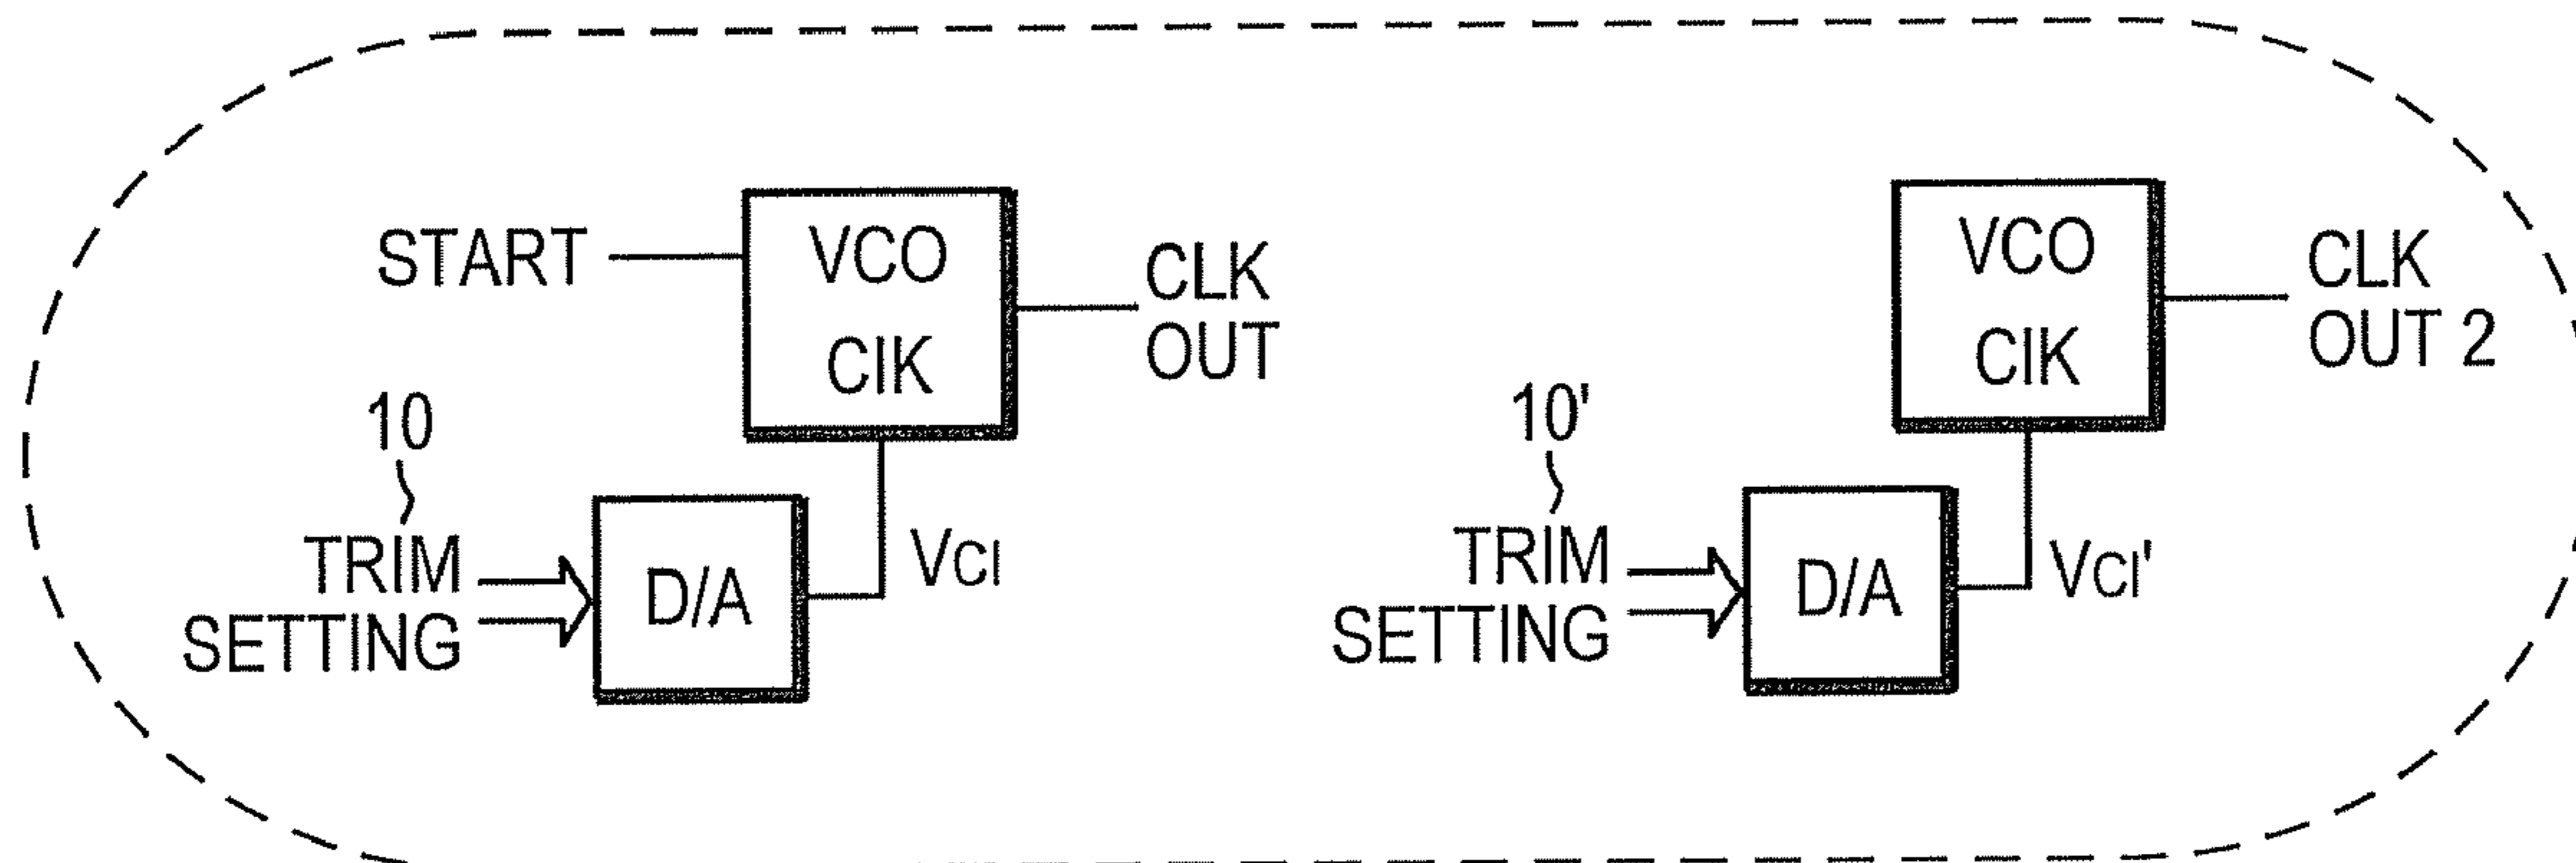 START
VCO
CIK
CLK
OUT
10
TRIM
SETTING
D/A
VCI
VCO
CIK
CLK
OUT 2
10'
TRIM
SETTING
D/A
VCI'